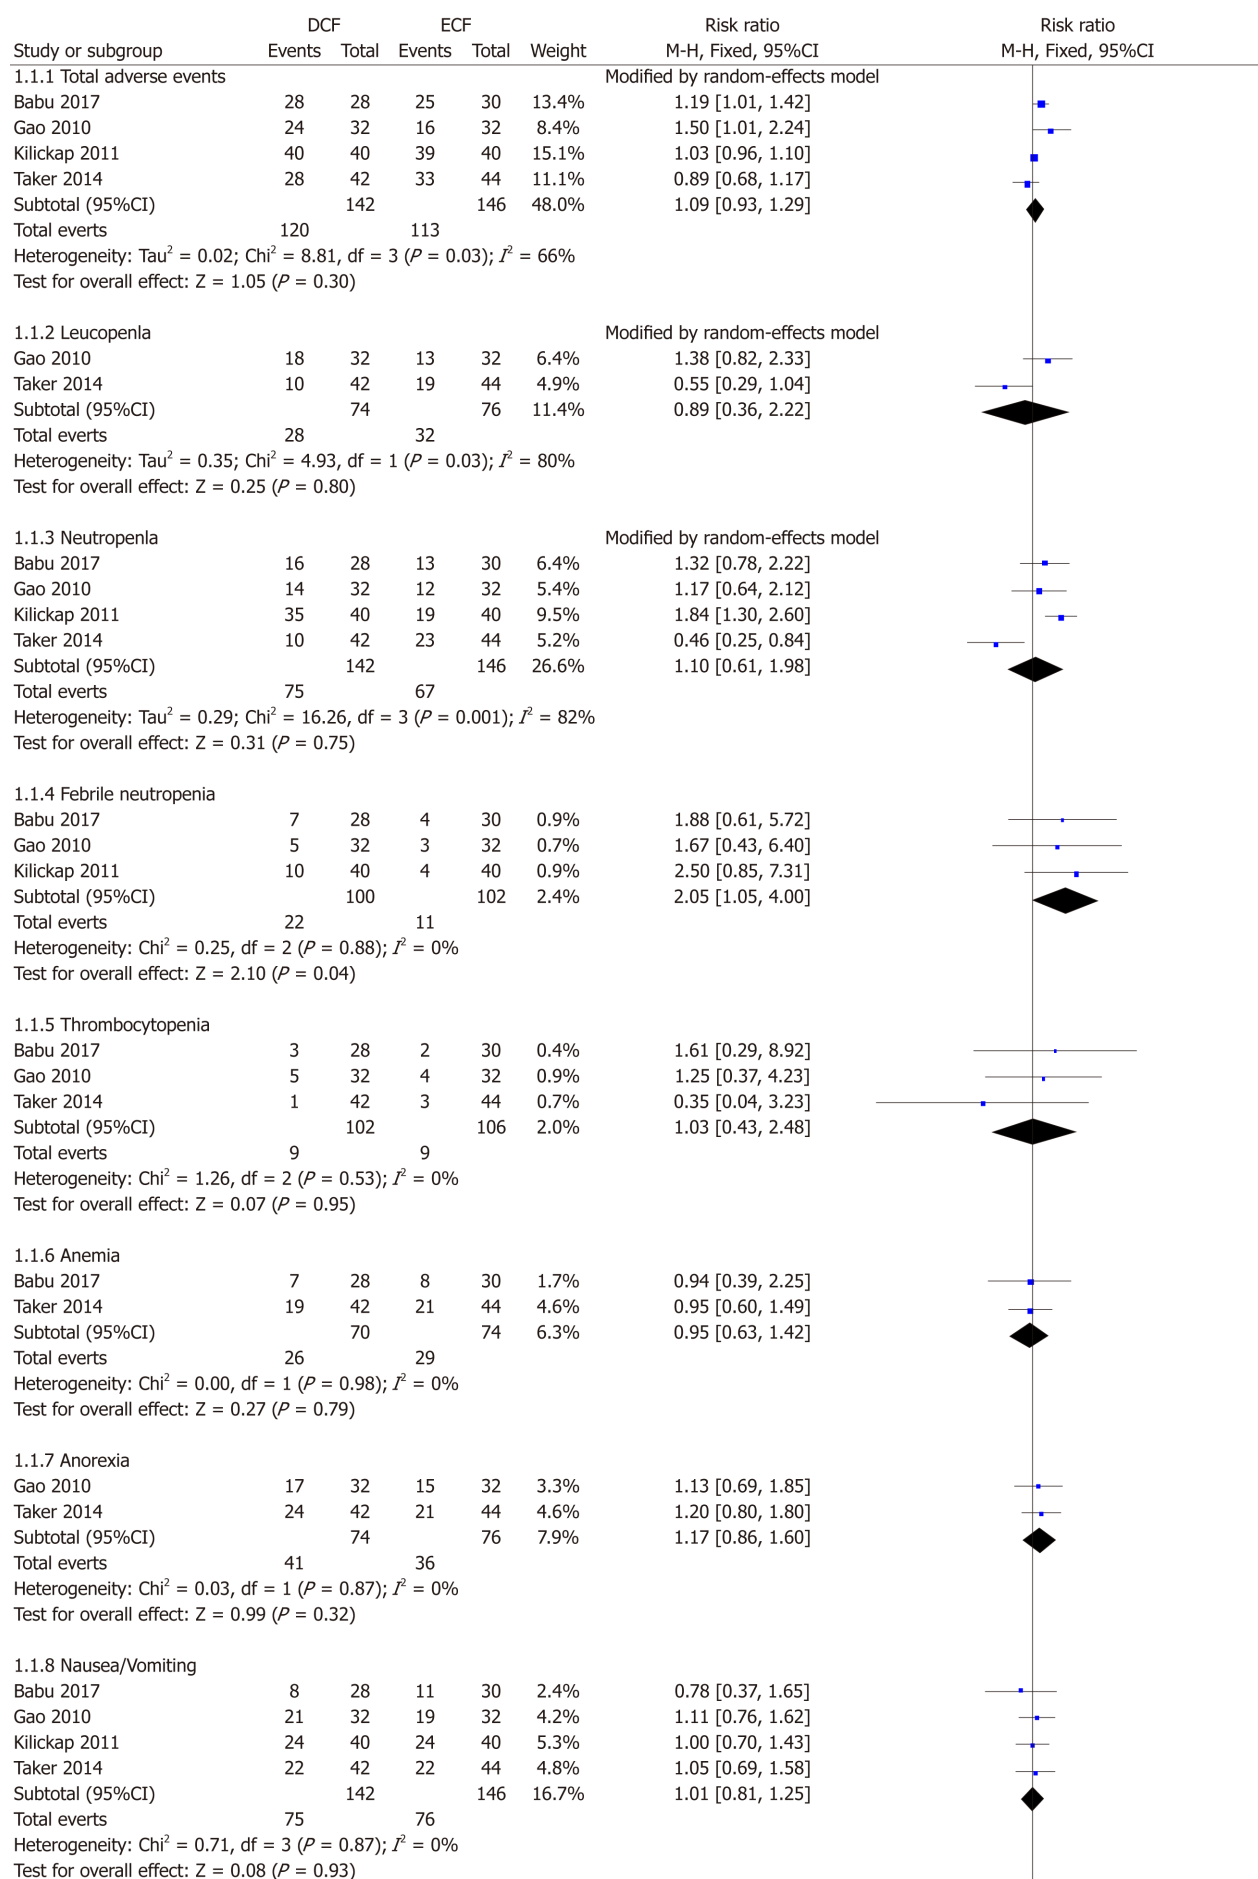 DCF ECF Risk ratio Risk ratio
Study or subgroup Events Total Events Total Weight M-H, Fixed, 95%CI M-H, Fixed, 95%CI
1.1.1 Total adverse events Modified by random-effects model
Babu 2017 28 28 25 30 13.4% 1.19 [1.01, 1.42]
Gao 2010 24 32 16 32 8.4% 1.50 [1.01, 2.24]
Kilickap 2011 40 40 39 40 15.1% 1.03 [0.96, 1.10]
Taker 2014 28 42 33 44 11.1% 0.89 [0.68, 1.17]
Subtotal (95%CI) 142 146 48.0% 1.09 [0.93, 1.29]
Total everts 120 113
Heterogeneity: Tau² = 0.02; Chi² = 8.81, df = 3 (P = 0.03); I² = 66%
Test for overall effect: Z = 1.05 (P = 0.30)
1.1.2 Leucopenla Modified by random-effects model
Gao 2010 18 32 13 32 6.4% 1.38 [0.82, 2.33]
Taker 2014 10 42 19 44 4.9% 0.55 [0.29, 1.04]
Subtotal (95%CI) 74 76 11.4% 0.89 [0.36, 2.22]
Total everts 28 32
Heterogeneity: Tau² = 0.35; Chi² = 4.93, df = 1 (P = 0.03); I² = 80%
Test for overall effect: Z = 0.25 (P = 0.80)
1.1.3 Neutropenla Modified by random-effects model
Babu 2017 16 28 13 30 6.4% 1.32 [0.78, 2.22]
Gao 2010 14 32 12 32 5.4% 1.17 [0.64, 2.12]
Kilickap 2011 35 40 19 40 9.5% 1.84 [1.30, 2.60]
Taker 2014 10 42 23 44 5.2% 0.46 [0.25, 0.84]
Subtotal (95%CI) 142 146 26.6% 1.10 [0.61, 1.98]
Total everts 75 67
Heterogeneity: Tau² = 0.29; Chi² = 16.26, df = 3 (P = 0.001); I² = 82%
Test for overall effect: Z = 0.31 (P = 0.75)
1.1.4 Febrile neutropenia
Babu 2017 7 28 4 30 0.9% 1.88 [0.61, 5.72]
Gao 2010 5 32 3 32 0.7% 1.67 [0.43, 6.40]
Kilickap 2011 10 40 4 40 0.9% 2.50 [0.85, 7.31]
Subtotal (95%CI) 100 102 2.4% 2.05 [1.05, 4.00]
Total everts 22 11
Heterogeneity: Chi² = 0.25, df = 2 (P = 0.88); I² = 0%
Test for overall effect: Z = 2.10 (P = 0.04)
1.1.5 Thrombocytopenia
Babu 2017 3 28 2 30 0.4% 1.61 [0.29, 8.92]
Gao 2010 5 32 4 32 0.9% 1.25 [0.37, 4.23]
Taker 2014 1 42 3 44 0.7% 0.35 [0.04, 3.23]
Subtotal (95%CI) 102 106 2.0% 1.03 [0.43, 2.48]
Total everts 9 9
Heterogeneity: Chi² = 1.26, df = 2 (P = 0.53); I² = 0%
Test for overall effect: Z = 0.07 (P = 0.95)
1.1.6 Anemia
Babu 2017 7 28 8 30 1.7% 0.94 [0.39, 2.25]
Taker 2014 19 42 21 44 4.6% 0.95 [0.60, 1.49]
Subtotal (95%CI) 70 74 6.3% 0.95 [0.63, 1.42]
Total everts 26 29
Heterogeneity: Chi² = 0.00, df = 1 (P = 0.98); I² = 0%
Test for overall effect: Z = 0.27 (P = 0.79)
1.1.7 Anorexia
Gao 2010 17 32 15 32 3.3% 1.13 [0.69, 1.85]
Taker 2014 24 42 21 44 4.6% 1.20 [0.80, 1.80]
Subtotal (95%CI) 74 76 7.9% 1.17 [0.86, 1.60]
Total everts 41 36
Heterogeneity: Chi² = 0.03, df = 1 (P = 0.87); I² = 0%
Test for overall effect: Z = 0.99 (P = 0.32)
1.1.8 Nausea/Vomiting
Babu 2017 8 28 11 30 2.4% 0.78 [0.37, 1.65]
Gao 2010 21 32 19 32 4.2% 1.11 [0.76, 1.62]
Kilickap 2011 24 40 24 40 5.3% 1.00 [0.70, 1.43]
Taker 2014 22 42 22 44 4.8% 1.05 [0.69, 1.58]
Subtotal (95%CI) 142 146 16.7% 1.01 [0.81, 1.25]
Total everts 75 76
Heterogeneity: Chi² = 0.71, df = 3 (P = 0.87); I² = 0%
Test for overall effect: Z = 0.08 (P = 0.93)